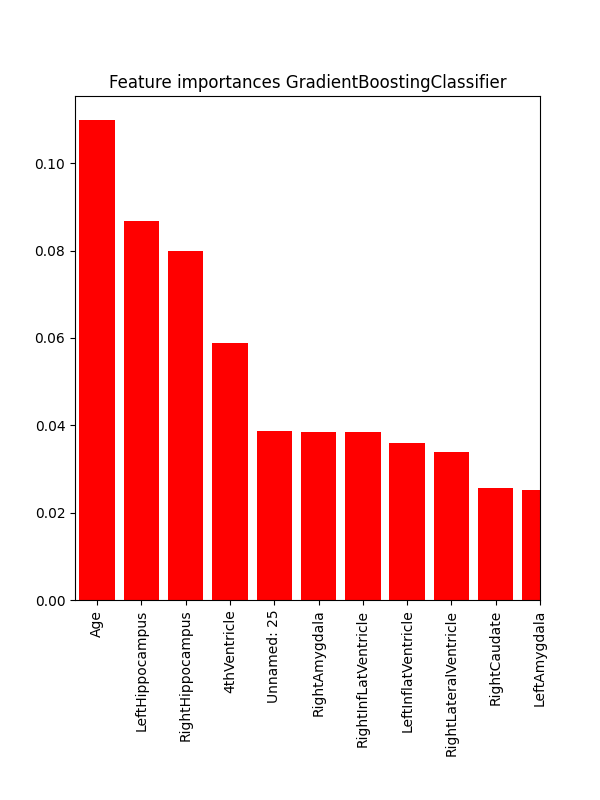 Feature importances GradientBoostingClassifier
0.10
0.08
0.06
0.04
0.02
0.00
Age
LeftHippocampus
RightHippocampus
4thVentricle
Unnamed: 25
RightAmygdala
RightInfLatVentricle
LeftInflatVentricle
RightLateralVentricle
RightCaudate
LeftAmygdala